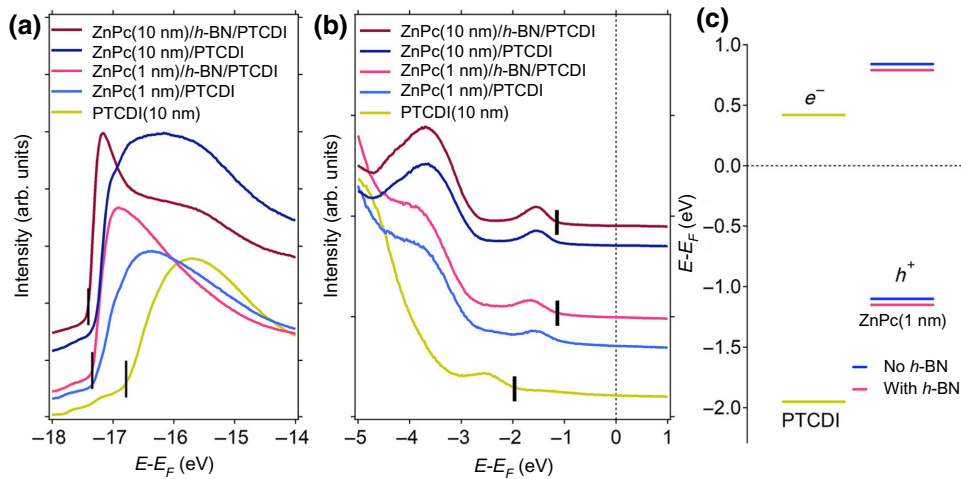 (a)
ZnPc(10 nm)/h-BN/PTCDI
ZnPc(10 nm)/PTCDI
ZnPc(1 nm)/h-BN/PTCDI
ZnPc(1 nm)/PTCDI
PTCDI(10 nm)
Intensity (arb. units)
−18 −17 −16 −15 −14
E-E_F (eV)
(b)
ZnPc(10 nm)/h-BN/PTCDI
ZnPc(10 nm)/PTCDI
ZnPc(1 nm)/h-BN/PTCDI
ZnPc(1 nm)/PTCDI
PTCDI(10 nm)
Intensity (arb. units)
−5 −4 −3 −2 −1 0 1
E-E_F (eV)
(c)
1.0
0.5
0.0
−0.5
−1.0
−1.5
−2.0
E-E_F (eV)
e⁻
h⁺
ZnPc(1 nm)
No h-BN
With h-BN
PTCDI